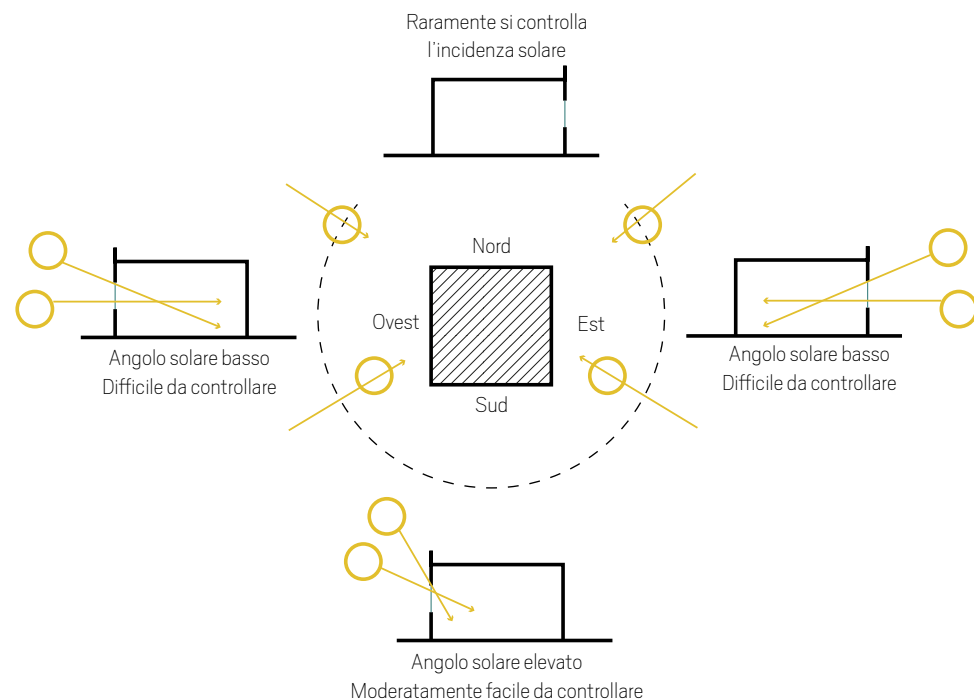 Raramente si controlla
l'incidenza solare
Nord
Ovest
Est
Sud
Angolo solare basso
Difficile da controllare
Angolo solare basso
Difficile da controllare
Angolo solare elevato
Moderatamente facile da controllare